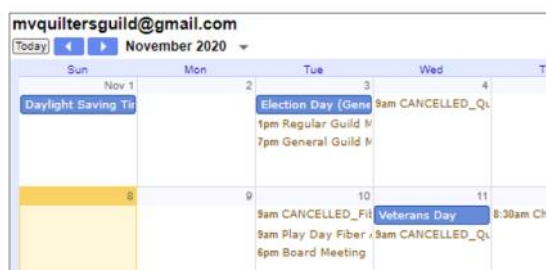 mvquiltersguild@gmail.com
Today November 2020
Sun Mon Tue Wed T
Nov 1 2 3 4
Daylight Saving Tir Election Day (Gene 9am CANCELLED_Qu
1pm Regular Guild M
7pm General Guild M
8 9 10 11
9am CANCELLED_Fib Veterans Day 8:30am Ch
9am Play Day Fiber A 9am CANCELLED_Qu
6pm Board Meeting